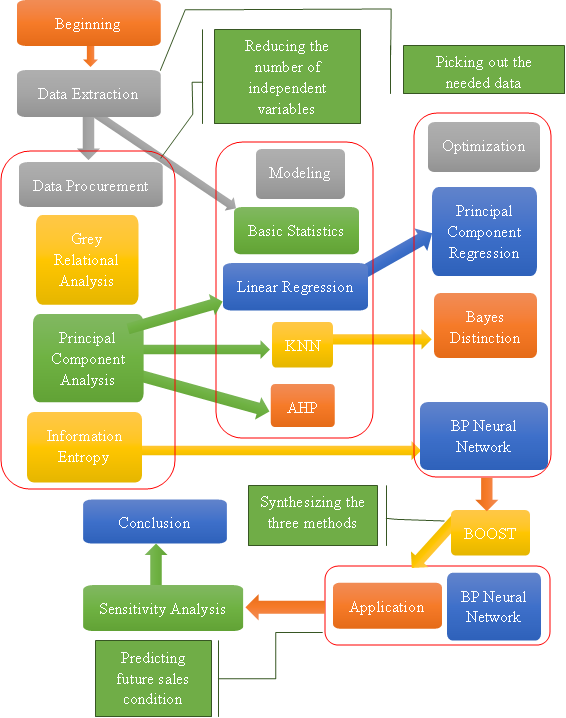 Beginning
Data Extraction
Reducing the
number of
independent
variables
Picking out the
needed data
Data Procurement
Grey
Relational
Analysis
Principal
Component
Analysis
Information
Entropy
Modeling
Basic Statistics
Linear Regression
KNN
AHP
Optimization
Principal
Component
Regression
Bayes
Distinction
BP Neural
Network
Synthesizing the
three methods
BOOST
Conclusion
Sensitivity Analysis
Application
BP Neural
Network
Predicting
future sales
condition